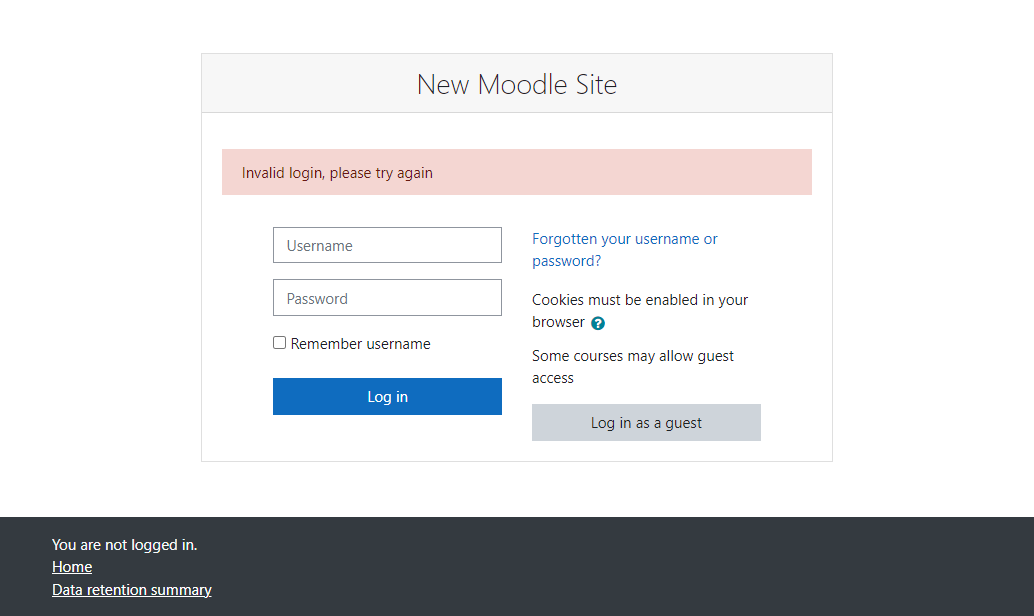 New Moodle Site
Invalid login, please try again
Username
Password
Remember username
Log in
Forgotten your username or
password?
Cookies must be enabled in your
browser ?
Some courses may allow guest
access
Log in as a guest
You are not logged in.
Home
Data retention summary